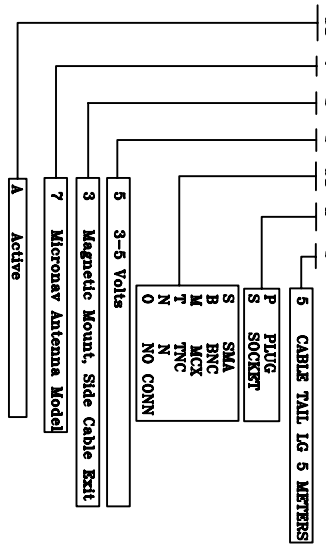 5 CABLE TAIL LG 5 METERS
P PLUG
S SOCKET
S SMA
B BNC
M MCX
T TNC
N N
O NO CONN
5 3-5 Volts
3 Magnetic Mount, Side Cable Exit
7 Micronav Antenna Model
A Active